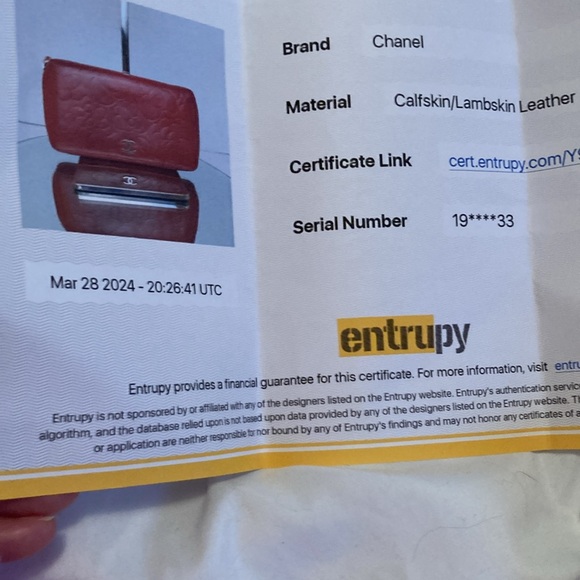 Brand Chanel
Material Calfskin/Lambskin Leather
Certificate Link cert.entrupy.com/Y
Serial Number 19****33
Mar 28 2024 - 20:26:41 UTC
entrupy
Entrupy provides a financial guarantee for this certificate. For more information, visit entru
Entrupy is not sponsored by or affiliated with any of the designers listed on the Entrupy website. Entrupy's authentication servic
algorithm, and the database relied upon is not based upon data provided by any of the designers listed on the Entrupy website. T
or application are neither responsible for nor bound by any of Entrupy's findings and may not honor any certificates of a